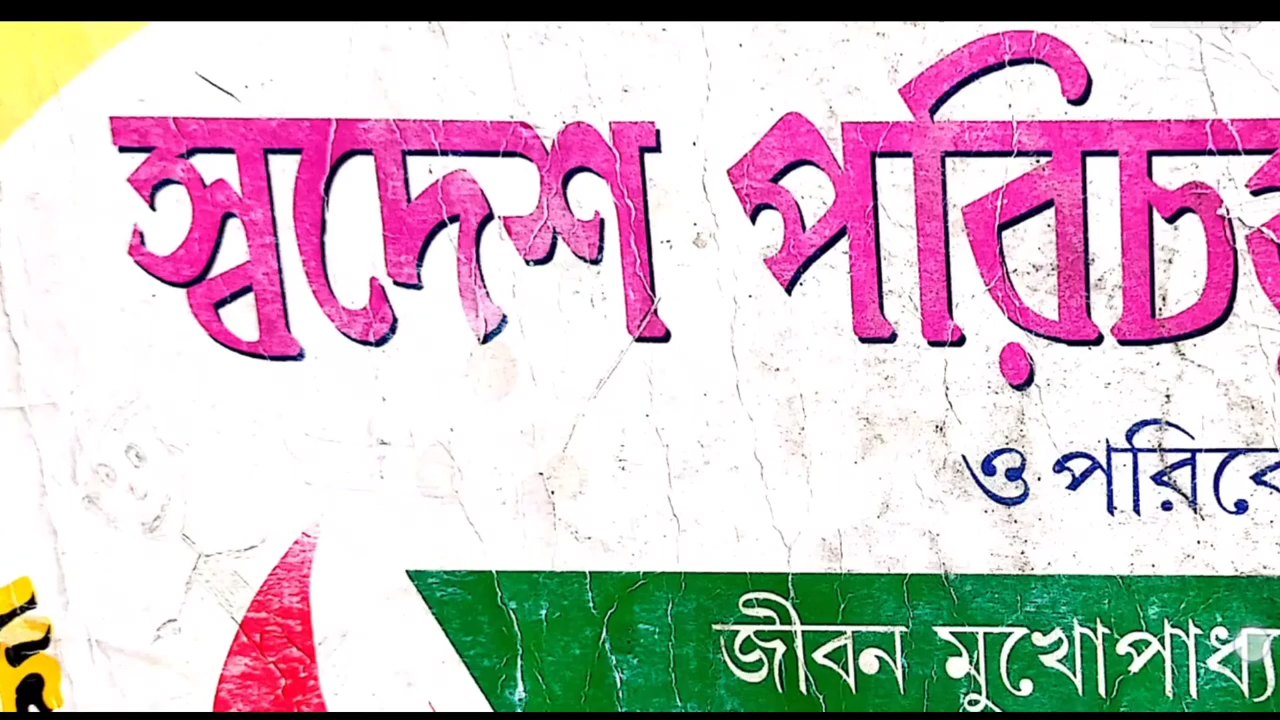 স্বদেশ পরিচ
ও পরিবে
জীবন মুখোপাধ্য